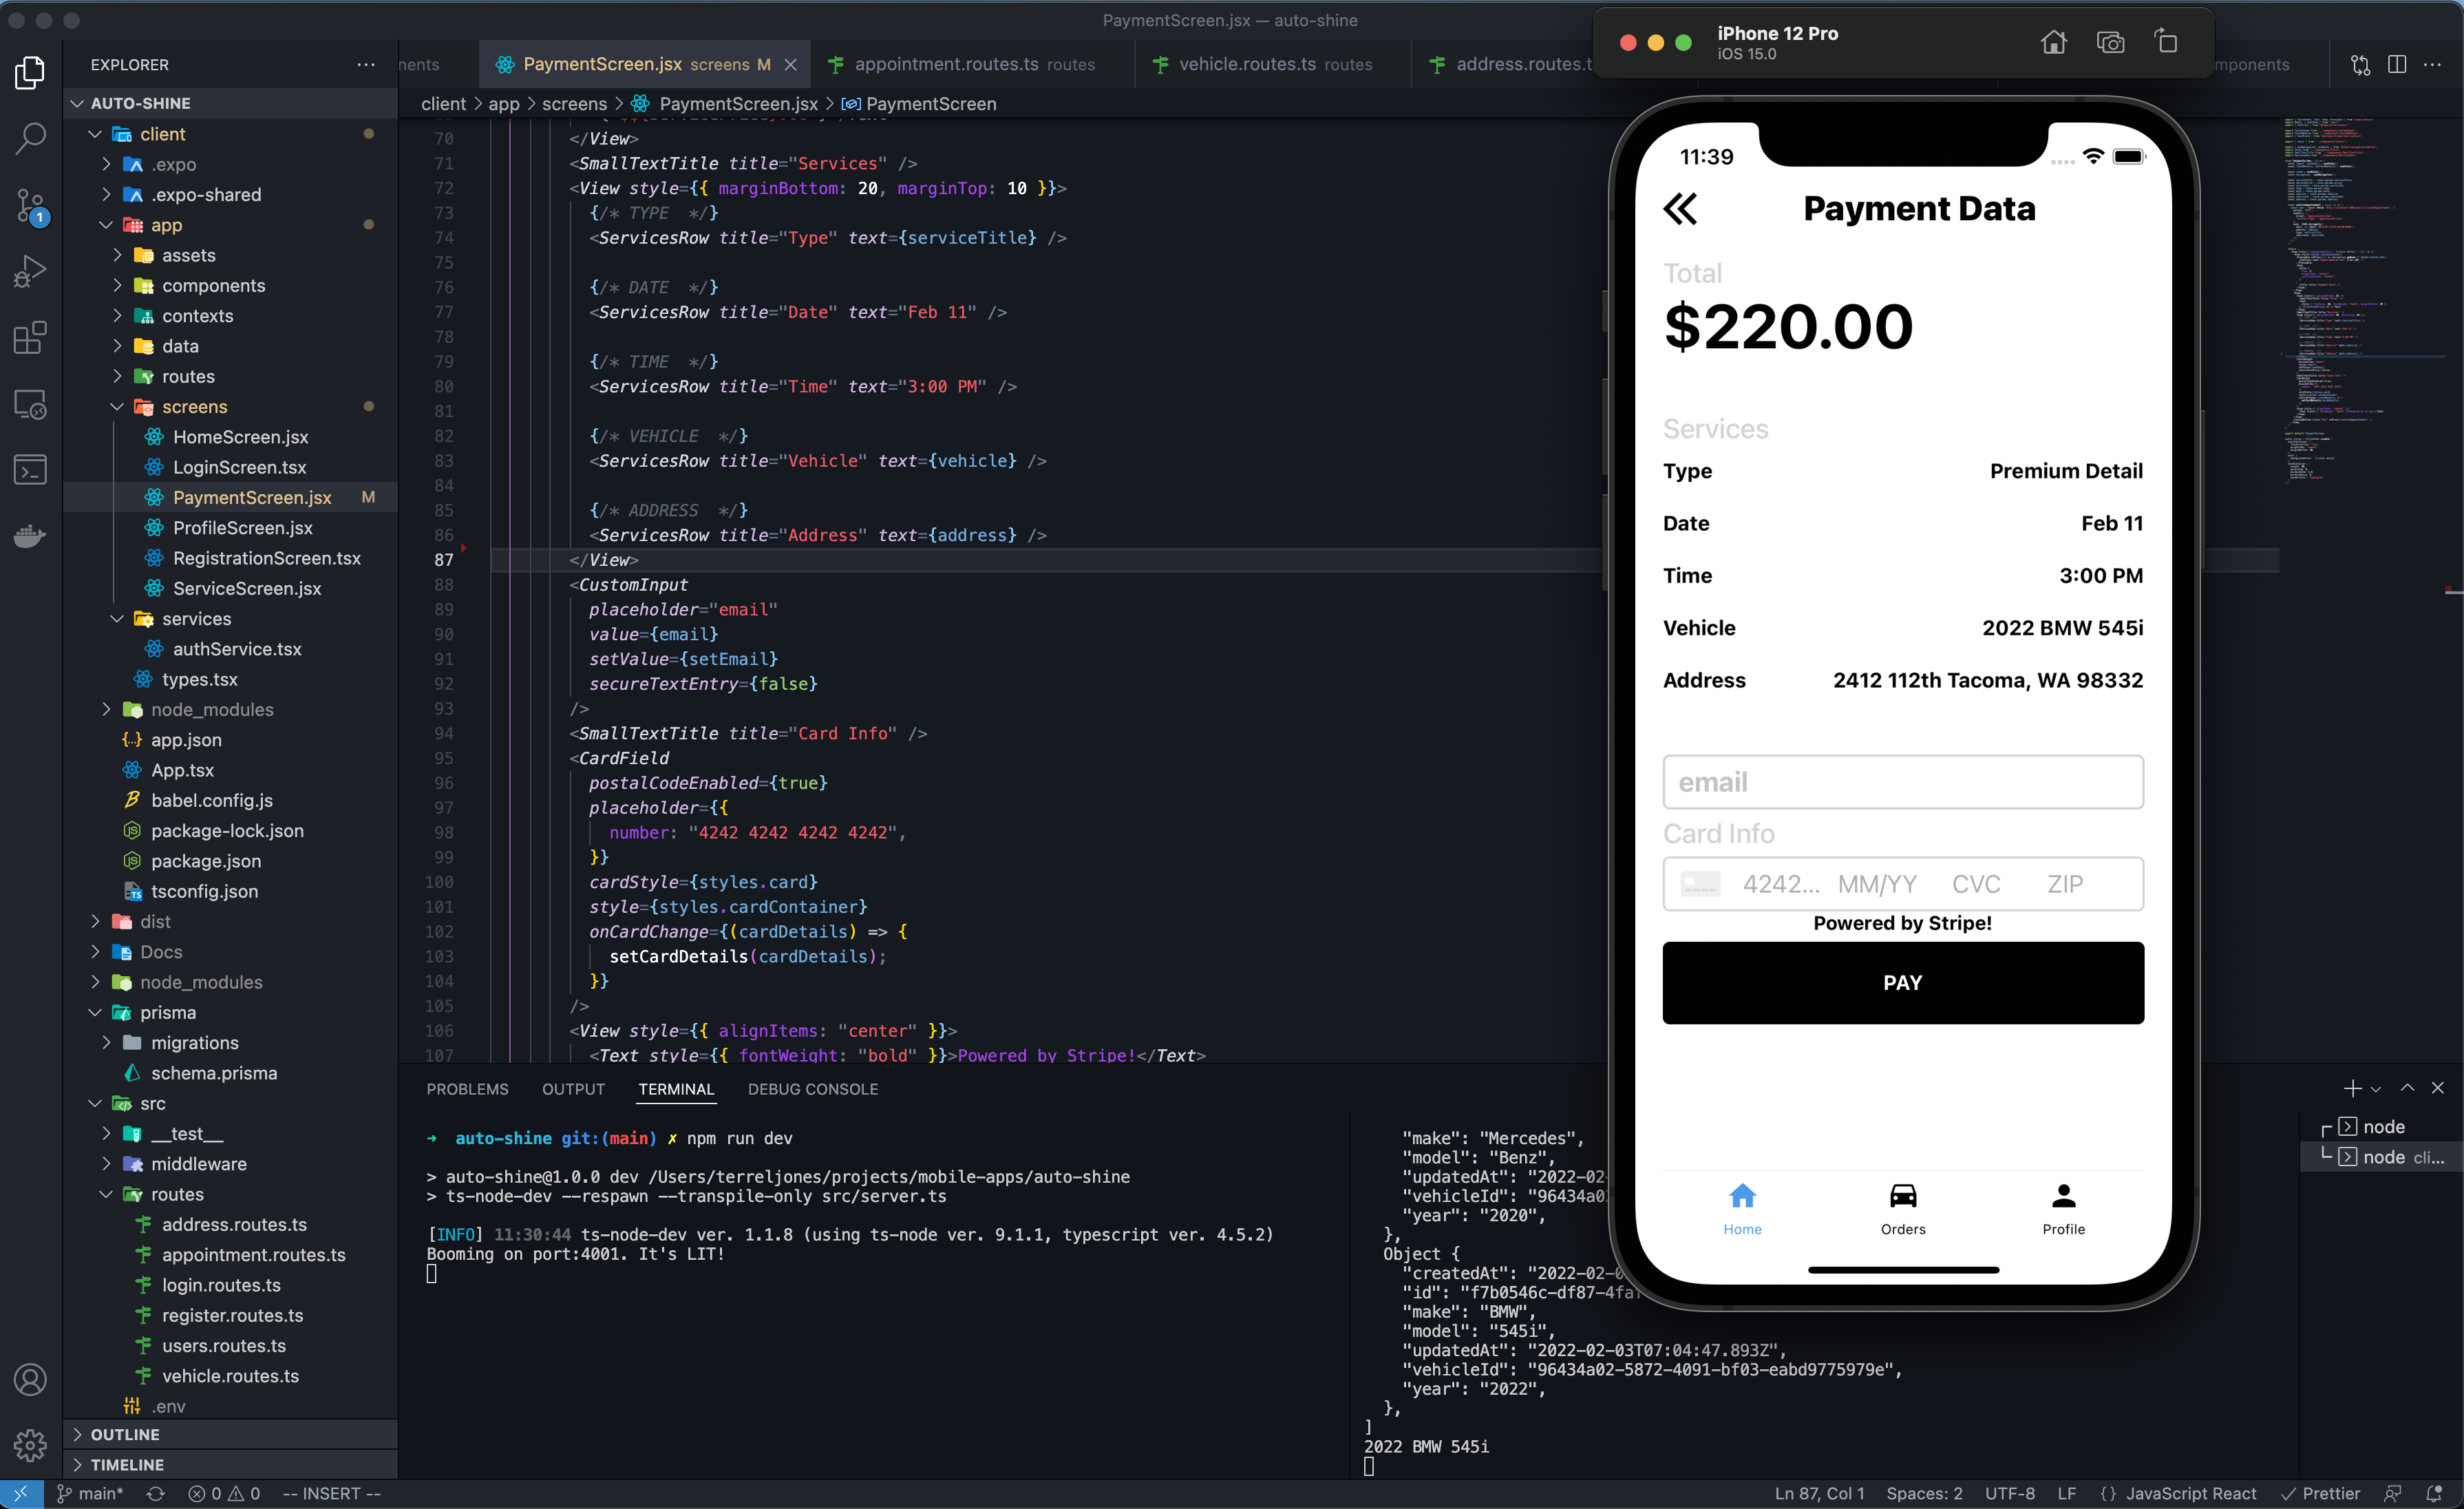 PaymentScreen.jsx — auto-shine
EXPLORER
AUTO-SHINE
client
.expo
.expo-shared
app
assets
components
contexts
data
routes
screens
HomeScreen.jsx
LoginScreen.tsx
PaymentScreen.jsx M
ProfileScreen.jsx
RegistrationScreen.tsx
ServiceScreen.jsx
services
authService.tsx
types.tsx
node_modules
app.json
App.tsx
babel.config.js
package-lock.json
package.json
tsconfig.json
dist
Docs
node_modules
prisma
migrations
schema.prisma
src
__test__
middleware
routes
address.routes.ts
appointment.routes.ts
login.routes.ts
register.routes.ts
users.routes.ts
vehicle.routes.ts
.env
OUTLINE
TIMELINE
1
nents
PaymentScreen.jsx screens M
appointment.routes.ts routes
vehicle.routes.ts routes
address.routes.t
mponents
client > app > screens > PaymentScreen.jsx > PaymentScreen
70 </View>
71 <SmallTextTitle title="Services" />
72 <View style={{ marginBottom: 20, marginTop: 10 }}>
73 {/* TYPE  */}
74 <ServicesRow title="Type" text={serviceTitle} />
75
76 {/* DATE  */}
77 <ServicesRow title="Date" text="Feb 11" />
78
79 {/* TIME  */}
80 <ServicesRow title="Time" text="3:00 PM" />
81
82 {/* VEHICLE  */}
83 <ServicesRow title="Vehicle" text={vehicle} />
84
85 {/* ADDRESS  */}
86 <ServicesRow title="Address" text={address} />
87 </View>
88 <CustomInput
89 placeholder="email"
90 value={email}
91 setValue={setEmail}
92 secureTextEntry={false}
93 />
94 <SmallTextTitle title="Card Info" />
95 <CardField
96 postalCodeEnabled={true}
97 placeholder={{
98 number: "4242 4242 4242 4242",
99 }}
100 cardStyle={styles.card}
101 style={styles.cardContainer}
102 onCardChange={(cardDetails) => {
103 setCardDetails(cardDetails);
104 }}
105 />
106 <View style={{ alignItems: "center" }}>
107 <Text style={{ fontWeight: "bold" }}>Powered by Stripe!</Text>
PROBLEMS OUTPUT TERMINAL DEBUG CONSOLE
→ auto-shine git:(main) ✗ npm run dev
> auto-shine@1.0.0 dev /Users/terreljones/projects/mobile-apps/auto-shine
> ts-node-dev --respawn --transpile-only src/server.ts
[INFO] 11:30:44 ts-node-dev ver. 1.1.8 (using ts-node ver. 9.1.1, typescript ver. 4.5.2)
Booming on port:4001. It's LIT!
"make": "Mercedes",
"model": "Benz",
"updatedAt": "2022-02-
"vehicleId": "96434a0
"year": "2020",
},
Object {
"createdAt": "2022-02-0
"id": "f7b0546c-df87-4fa
"make": "BMW",
"model": "545i",
"updatedAt": "2022-02-03T07:04:47.893Z",
"vehicleId": "96434a02-5872-4091-bf03-eabd9775979e",
"year": "2022",
},
]
2022 BMW 545i
node
node cli...
iPhone 12 Pro
iOS 15.0
11:39
Payment Data
Total
$220.00
Services
Type Premium Detail
Date Feb 11
Time 3:00 PM
Vehicle 2022 BMW 545i
Address 2412 112th Tacoma, WA 98332
email
Card Info
4242... MM/YY CVC ZIP
Powered by Stripe!
PAY
Home Orders Profile
main* 0 0 -- INSERT --
Ln 87, Col 1 Spaces: 2 UTF-8 LF {} JavaScript React Prettier